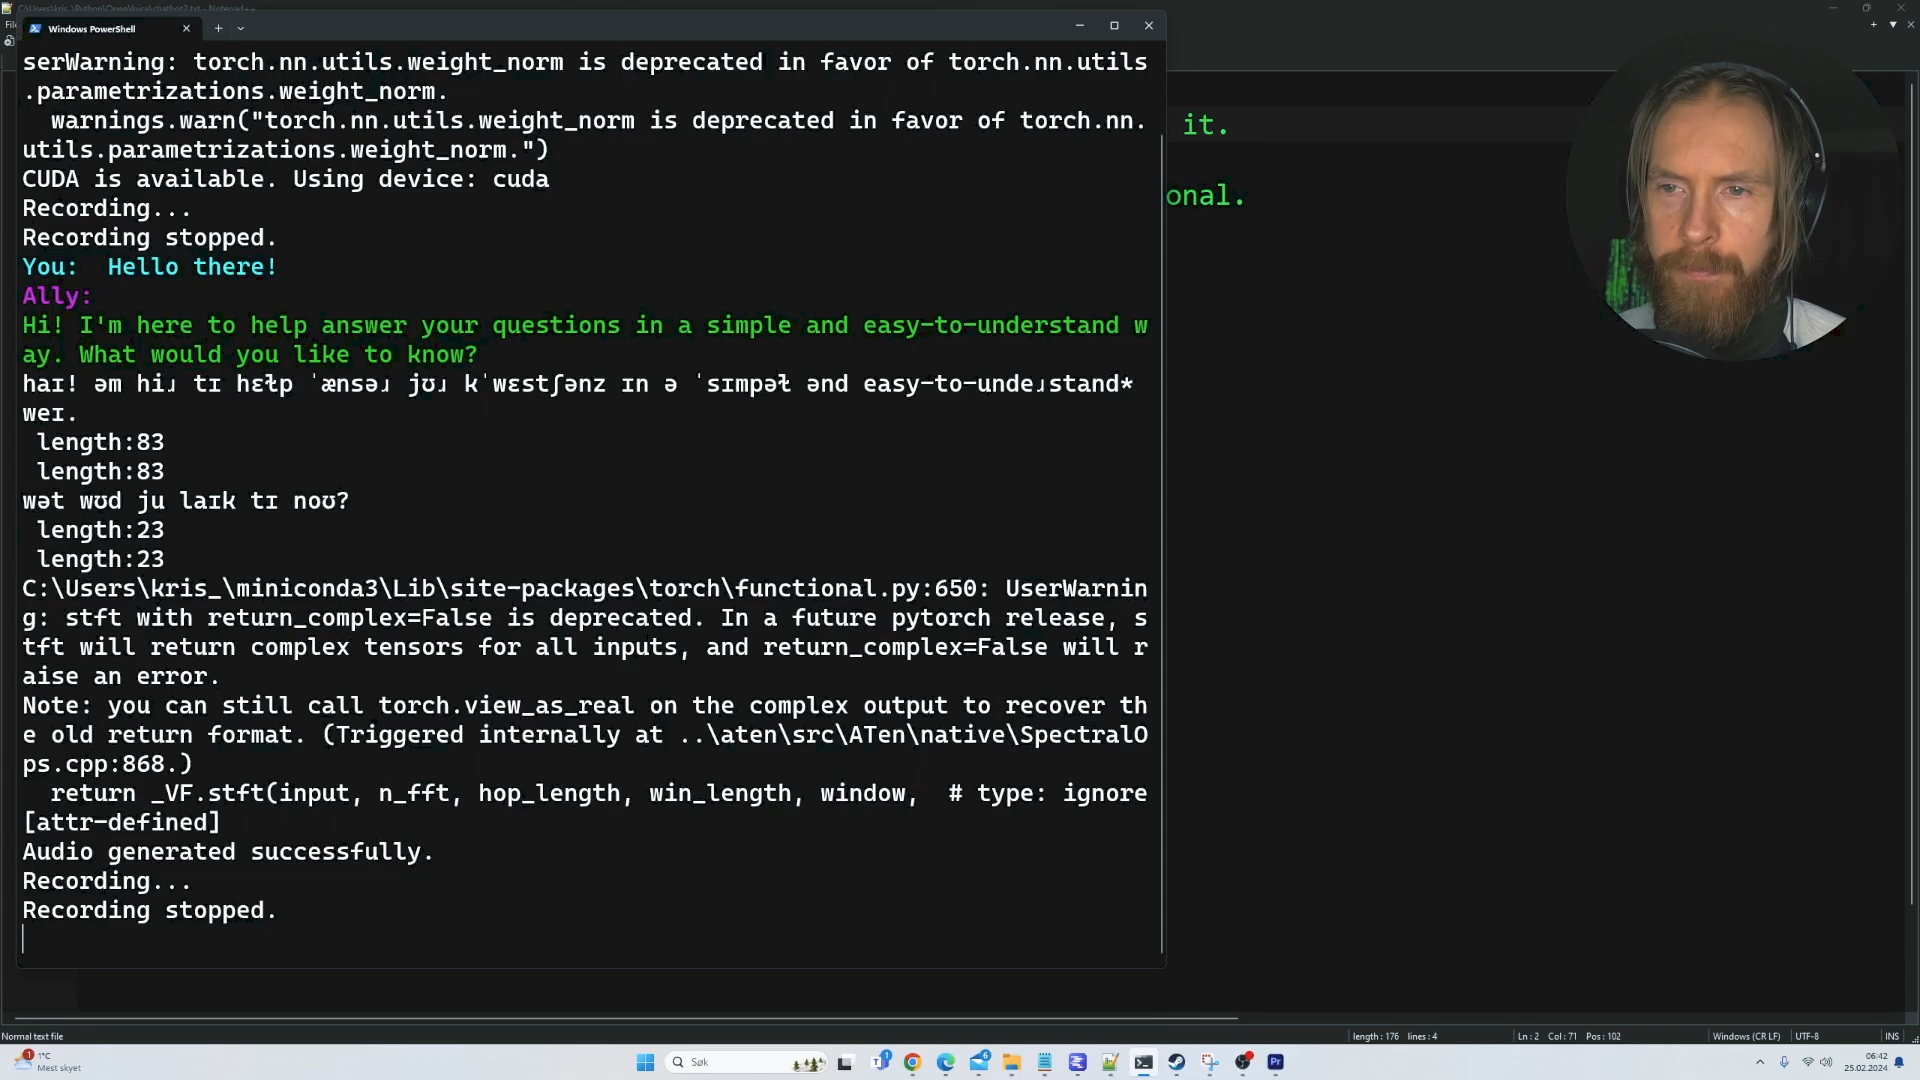 C:\Users\kris_\Python\OpenVoice\chatbot2.txt - Notepad++
Windows PowerShell
serWarning: torch.nn.utils.weight_norm is deprecated in favor of torch.nn.utils
.parametrizations.weight_norm.
warnings.warn("torch.nn.utils.weight_norm is deprecated in favor of torch.nn.
utils.parametrizations.weight_norm.")
CUDA is available. Using device: cuda
Recording...
Recording stopped.
You:  Hello there!
Ally:
Hi! I'm here to help answer your questions in a simple and easy-to-understand w
ay. What would you like to know?
haɪ! əm hiɹ tɪ hɛɫp ˈænsəɹ jʊɹ kˈwɛstʃənz ɪn ə ˈsɪmpəɫ ənd easy-to-undeɹstand*
weɪ.
length:83
length:83
wət wʊd ju laɪk tɪ noʊ?
length:23
length:23
C:\Users\kris_\miniconda3\Lib\site-packages\torch\functional.py:650: UserWarnin
g: stft with return_complex=False is deprecated. In a future pytorch release, s
tft will return complex tensors for all inputs, and return_complex=False will r
aise an error.
Note: you can still call torch.view_as_real on the complex output to recover th
e old return format. (Triggered internally at ..\aten\src\ATen\native\SpectralO
ps.cpp:868.)
return _VF.stft(input, n_fft, hop_length, win_length, window,  # type: ignore
[attr-defined]
Audio generated successfully.
Recording...
Recording stopped.
it.
onal.
Normal text file
length : 176 lines : 4
Ln : 2 Col : 71 Pos : 102
Windows (CR LF)
UTF-8
INS
1°C
Mest skyet
Søk
06:42
25.02.2024